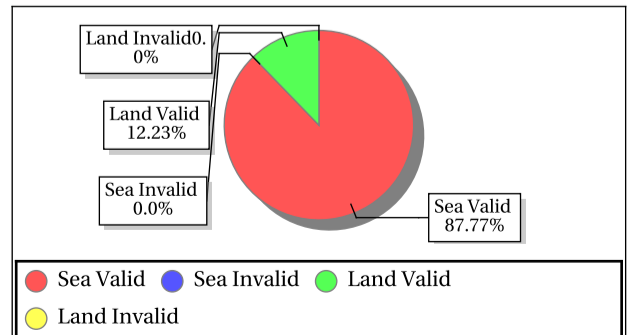 Land Invalid0.
0%
Land Valid
12.23%
Sea Invalid
0.0%
Sea Valid
87.77%
Sea Valid Sea Invalid Land Valid
Land Invalid